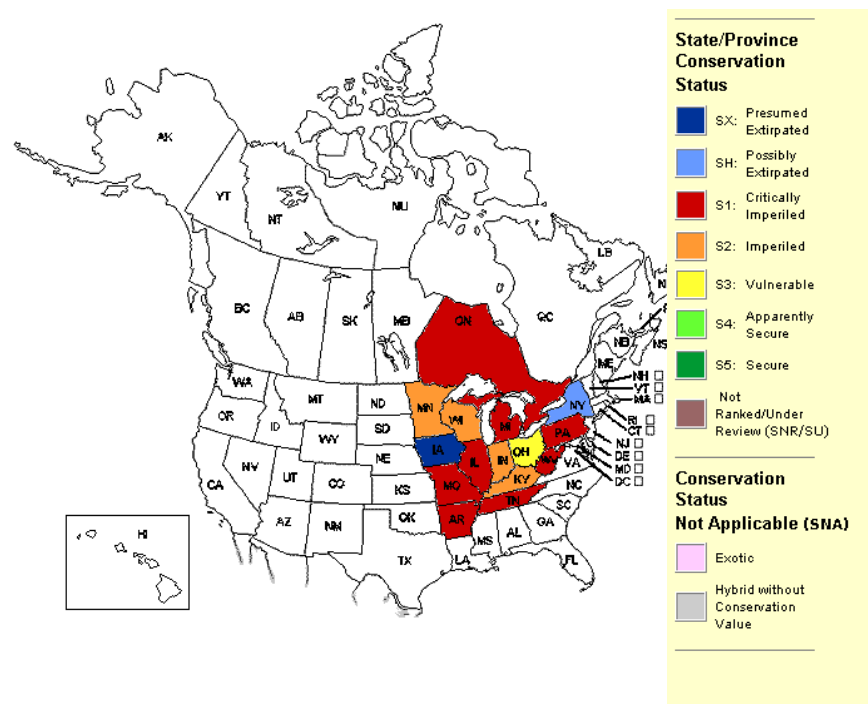 AK
YT
NT
NU
BC
AB
SK
MB
ON
QC
LB
N
NB
NS
ME
NH
VT
MA
RI
CT
NJ
DE
MD
DC
WA
OR
ID
MT
ND
SD
WY
NE
NV
UT
CO
KS
CA
AZ
NM
OK
TX
MN
WI
IA
IL
MO
AR
LA
MI
IN
OH
KY
TN
MS
AL
GA
FL
SC
NC
VA
PA
NY
HI
State/Province
Conservation
Status
SX: Presumed
Extirpated
SH: Possibly
Extirpated
S1: Critically
Imperiled
S2: Imperiled
S3: Vulnerable
S4: Apparently
Secure
S5: Secure
Not
Ranked/Under
Review (SNR/SU)
Conservation
Status
Not Applicable (SNA)
Exotic
Hybrid without
Conservation
Value